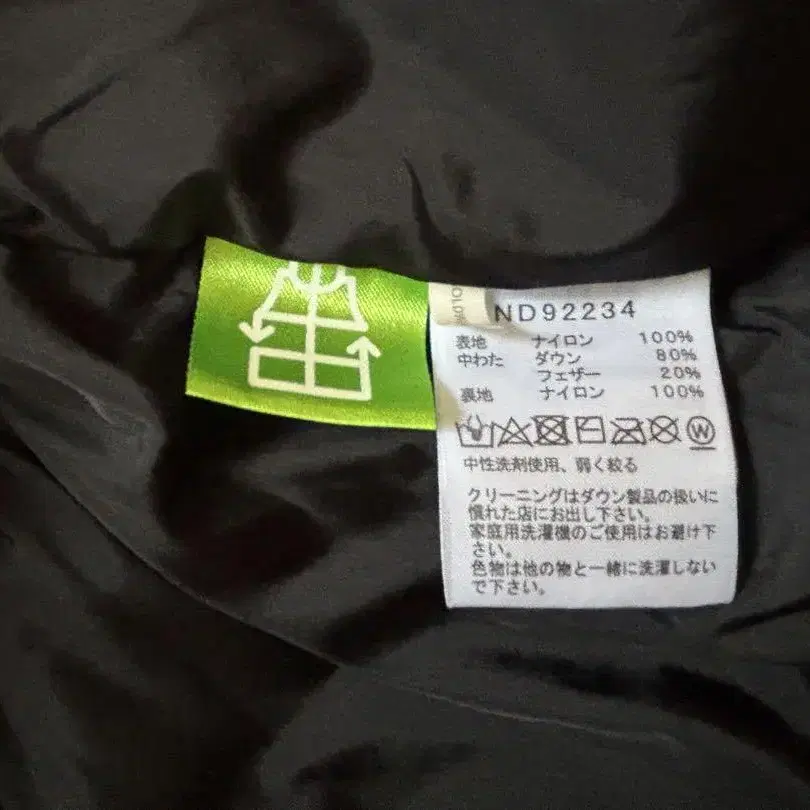 ND92234
表地 ナイロン 100%
中わた ダウン 80%
フェザー 20%
裏地 ナイロン 100%
W
中性洗剤使用、弱く絞る
クリーニングはダウン製品の扱いに
慣れた店にお出し下さい。
家庭用洗濯機のご使用はお避け下
さい。
色物は他の物と一緒に洗濯しない
で下さい。